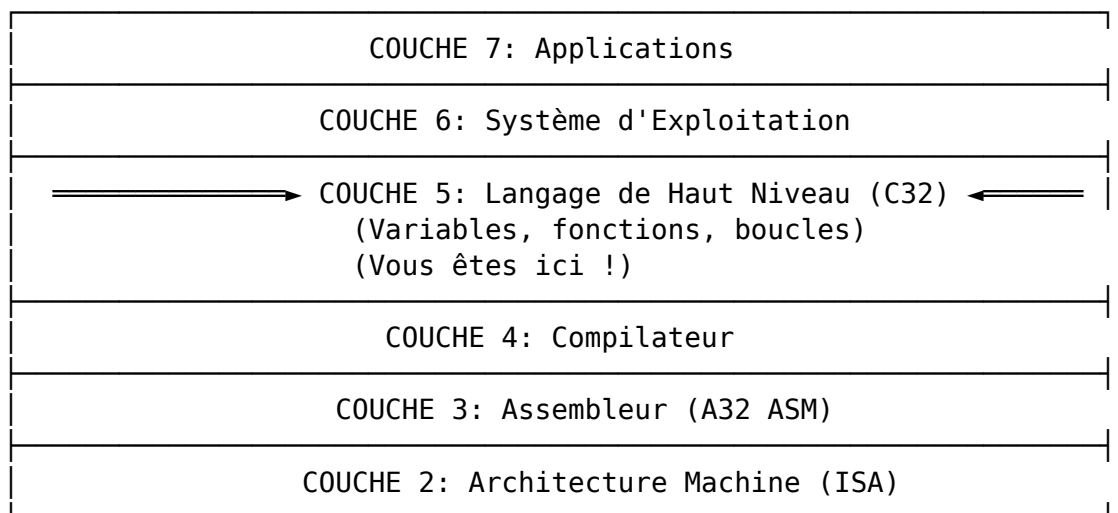 COUCHE 7: Applications
COUCHE 6: Système d'Exploitation
COUCHE 5: Langage de Haut Niveau (C32)
(Variables, fonctions, boucles)
(Vous êtes ici !)
COUCHE 4: Compilateur
COUCHE 3: Assembleur (A32 ASM)
COUCHE 2: Architecture Machine (ISA)